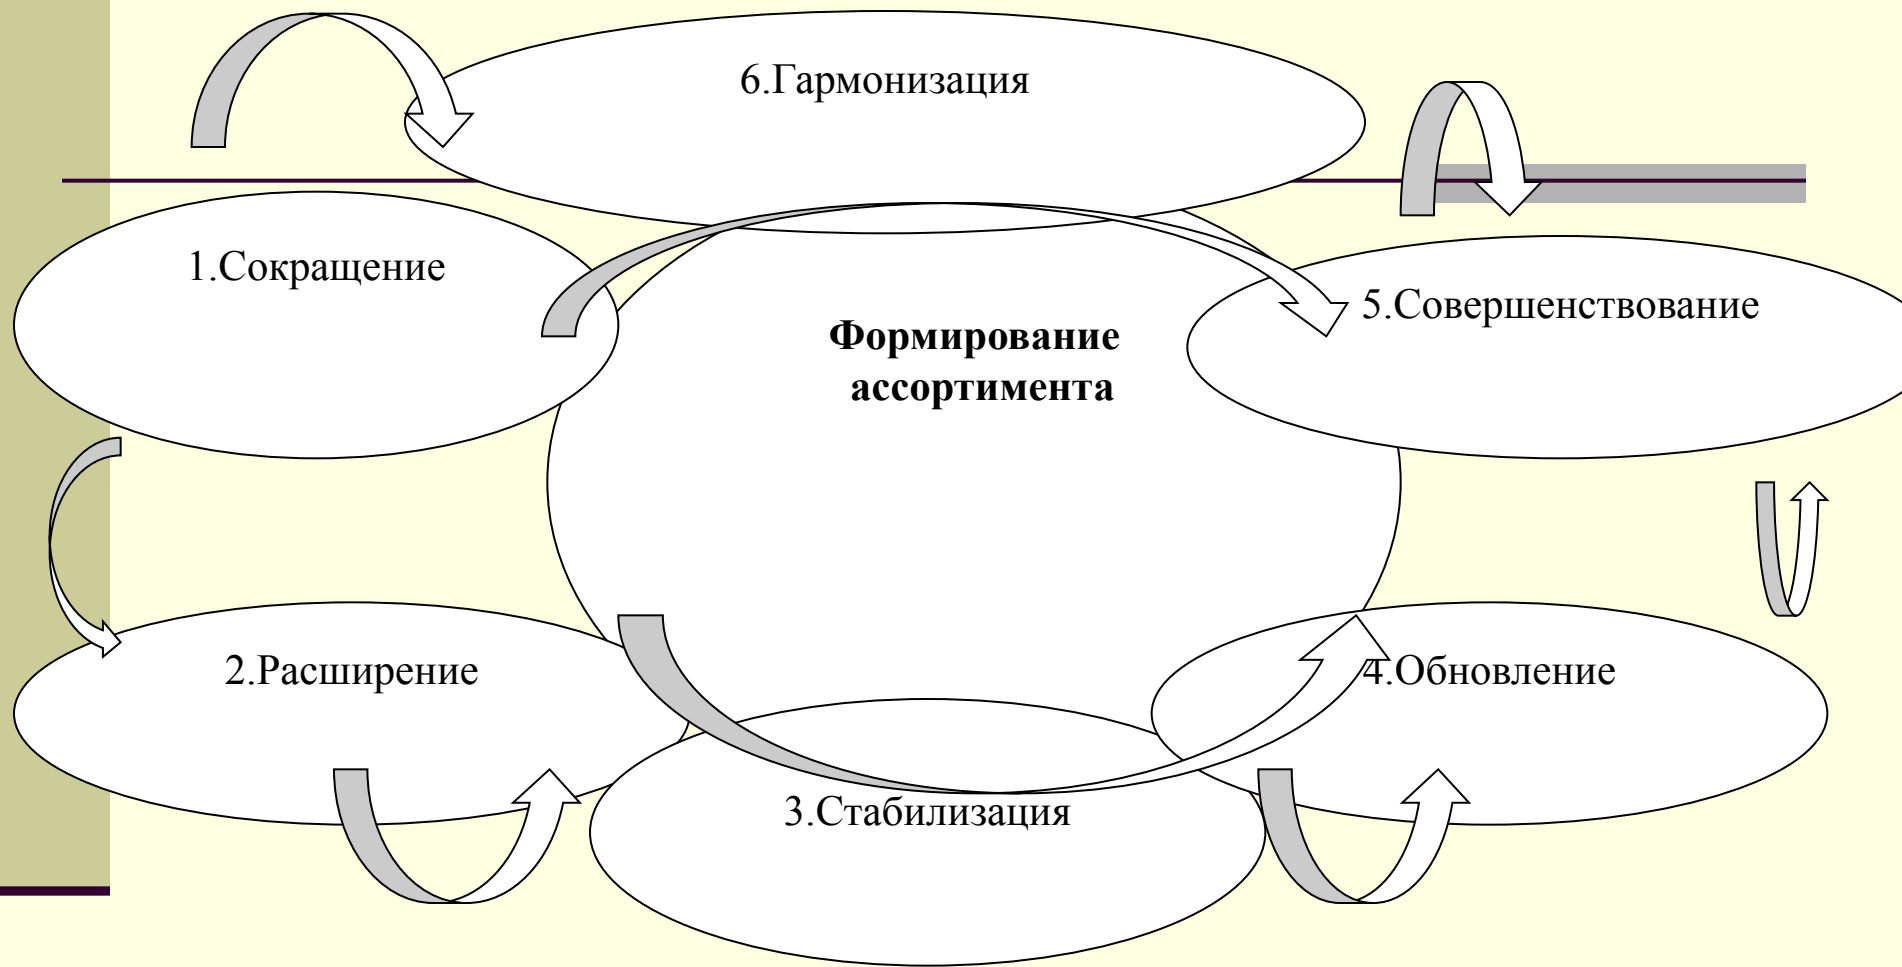 6.Гармонизация
1.Сокращение
5.Совершенствование
Формирование
ассортимента
2.Расширение
4.Обновление
3.Стабилизация